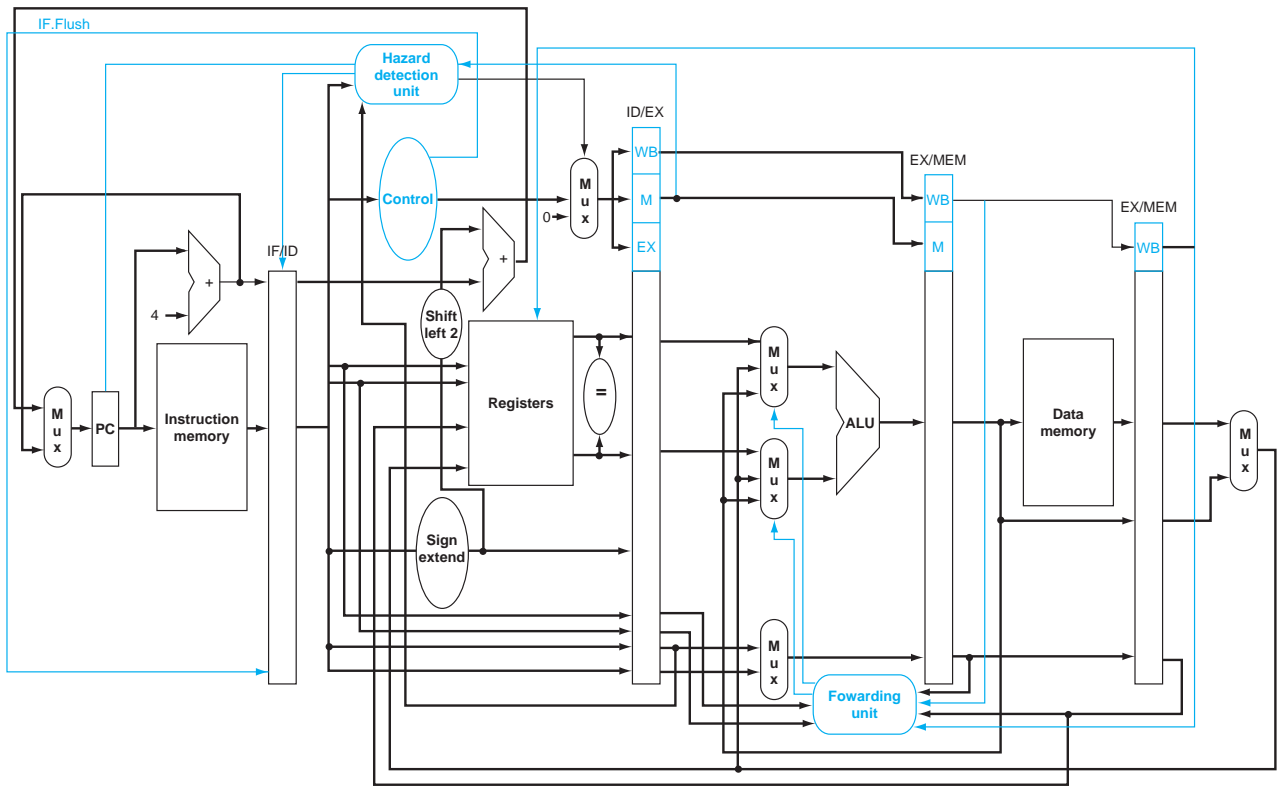 IF.Flush
Hazard
detection
unit
ID/EX
WB
M
EX
Control
M
u
x
0
EX/MEM
WB
M
EX/MEM
WB
IF/ID
+
4
+
Shift
left 2
M
u
x
PC
Instruction
memory
Registers
=
Sign
extend
M
u
x
M
u
x
ALU
Data
memory
M
u
x
M
u
x
Fowarding
unit